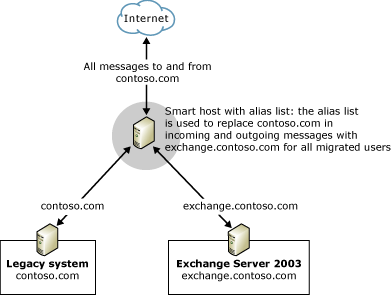 Internet
All messages to and from
contoso.com
Smart host with alias list: the alias list
is used to replace contoso.com in
incoming and outgoing messages with
exchange.contoso.com for all migrated users
contoso.com
exchange.contoso.com
Legacy system
contoso.com
Exchange Server 2003
exchange.contoso.com